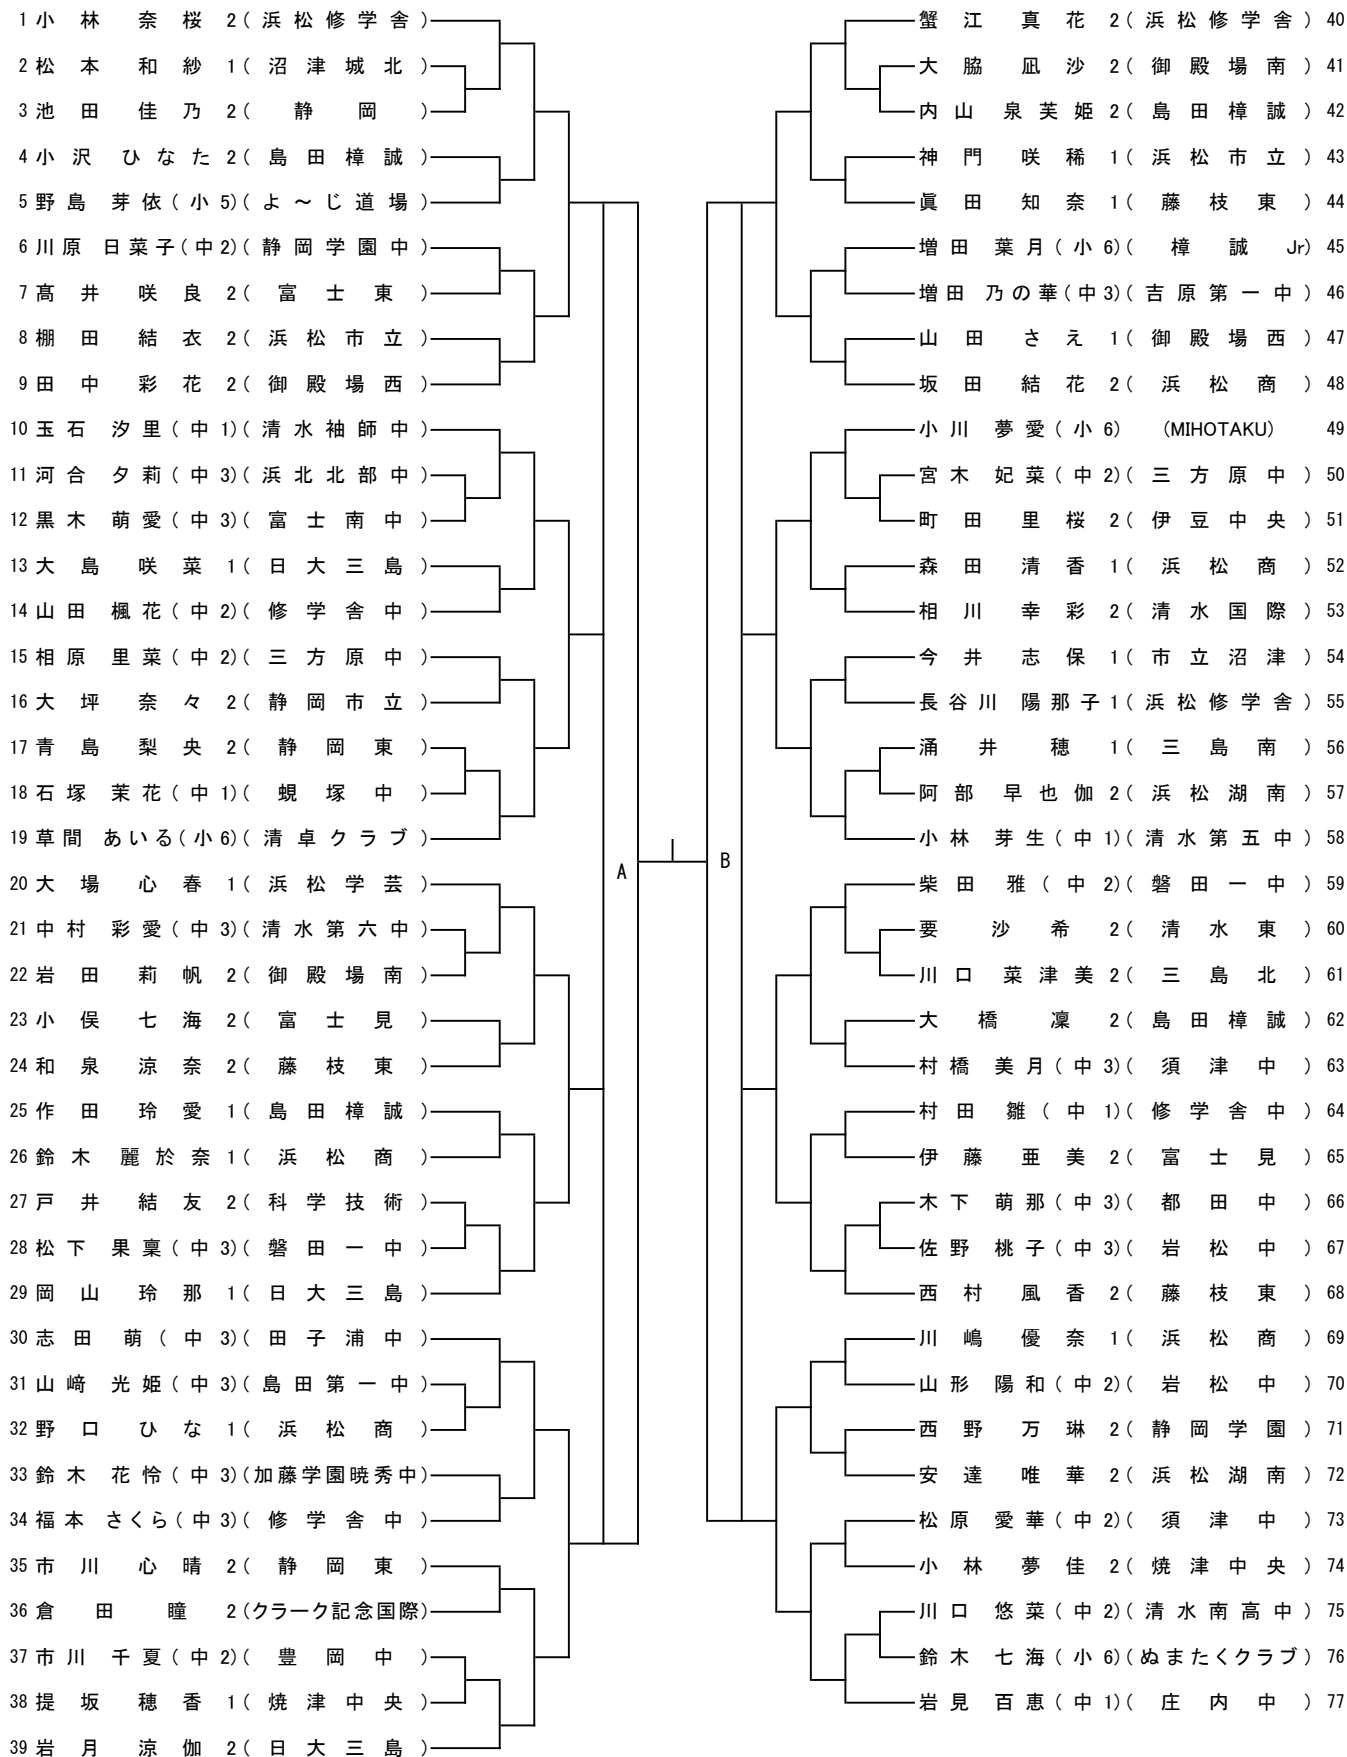 1 小林 奈桜 2 (浜松修学舎)
2 松本 和紗 1 (沼津城北)
3 池田 佳乃 2 (静岡)
4 小沢 ひなた 2 (島田樟誠)
5 野島 芽依 (小5) (よ～じ道場)
6 川原 日菜子 (中2) (静岡学園中)
7 髙井 咲良 2 (富士東)
8 棚田 結衣 2 (浜松市立)
9 田中 彩花 2 (御殿場西)
10 玉石 汐里 (中1) (清水袖師中)
11 河合 夕莉 (中3) (浜北北部中)
12 黒木 萌愛 (中3) (富士南中)
13 大島 咲菜 1 (日大三島)
14 山田 楓花 (中2) (修学舎中)
15 相原 里菜 (中2) (三方原中)
16 大坪 奈々 2 (静岡市立)
17 青島 梨央 2 (静岡東)
18 石塚 茉花 (中1) (蜆塚中)
19 草間 あいる (小6) (清卓クラブ)
20 大場 心春 1 (浜松学芸)
21 中村 彩愛 (中3) (清水第六中)
22 岩田 莉帆 2 (御殿場南)
23 小俣 七海 2 (富士見)
24 和泉 涼奈 2 (藤枝東)
25 作田 玲愛 1 (島田樟誠)
26 鈴木 麗於奈 1 (浜松商)
27 戸井 結友 2 (科学技術)
28 松下 果稟 (中3) (磐田一中)
29 岡山 玲那 1 (日大三島)
30 志田 萌 (中3) (田子浦中)
31 山﨑 光姫 (中3) (島田第一中)
32 野口 ひな 1 (浜松商)
33 鈴木 花怜 (中3) (加藤学園暁秀中)
34 福本 さくら (中3) (修学舎中)
35 市川 心晴 2 (静岡東)
36 倉田 瞳 2 (クラーク記念国際)
37 市川 千夏 (中2) (豊岡中)
38 提坂 穂香 1 (焼津中央)
39 岩月 涼伽 2 (日大三島)
A
B
蟹江 真花 2 (浜松修学舎) 40
大脇 凪沙 2 (御殿場南) 41
内山 泉芙姫 2 (島田樟誠) 42
神門 咲稀 1 (浜松市立) 43
眞田 知奈 1 (藤枝東) 44
増田 葉月 (小6) (樟誠Jr) 45
増田 乃の華 (中3) (吉原第一中) 46
山田 さえ 1 (御殿場西) 47
坂田 結花 2 (浜松商) 48
小川 夢愛 (小6) (MIHOTAKU) 49
宮木 妃菜 (中2) (三方原中) 50
町田 里桜 2 (伊豆中央) 51
森田 清香 1 (浜松商) 52
相川 幸彩 2 (清水国際) 53
今井 志保 1 (市立沼津) 54
長谷川 陽那子 1 (浜松修学舎) 55
涌井 穂 1 (三島南) 56
阿部 早也伽 2 (浜松湖南) 57
小林 芽生 (中1) (清水第五中) 58
柴田 雅 (中2) (磐田一中) 59
要 沙希 2 (清水東) 60
川口 菜津美 2 (三島北) 61
大橋 凜 2 (島田樟誠) 62
村橋 美月 (中3) (須津中) 63
村田 雛 (中1) (修学舎中) 64
伊藤 亜美 2 (富士見) 65
木下 萌那 (中3) (都田中) 66
佐野 桃子 (中3) (岩松中) 67
西村 風香 2 (藤枝東) 68
川嶋 優奈 1 (浜松商) 69
山形 陽和 (中2) (岩松中) 70
西野 万琳 2 (静岡学園) 71
安達 唯華 2 (浜松湖南) 72
松原 愛華 (中2) (須津中) 73
小林 夢佳 2 (焼津中央) 74
川口 悠菜 (中2) (清水南高中) 75
鈴木 七海 (小6) (ぬまたくクラブ) 76
岩見 百恵 (中1) (庄内中) 77